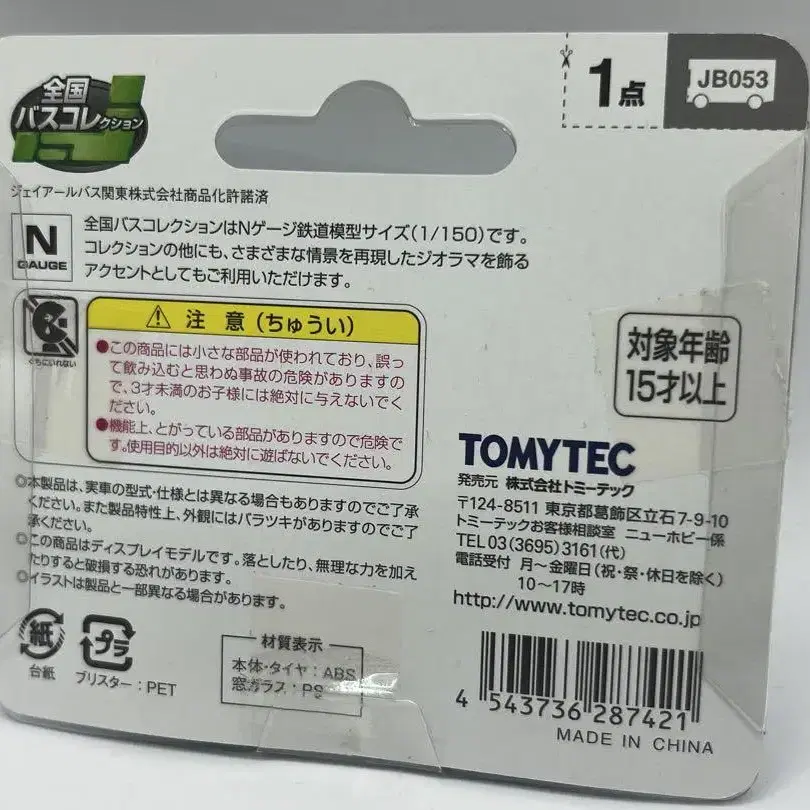 全国
バスコレクション
1点
JB053
ジェイアールバス関東株式会社商品化許諾済
N
GAUGE
全国バスコレクションはNゲージ鉄道模型サイズ(1/150)です。
コレクションの他にも、さまざまな情景を再現したジオラマを飾る
アクセントとしてもご利用いただけます。
くちにいれない
⚠ 注 意 (ちゅうい)
●この商品には小さな部品が使われており、誤っ
て飲み込むと思わぬ事故の危険がありますの
で、3才未満のお子様には絶対に与えないでく
ださい。
●機能上、とがっている部品がありますので危険で
す。使用目的以外は絶対に遊ばないでください。
対象年齢
15才以上
◎本製品は、実車の型式・仕様とは異なる場合もありますのでご了承
ください。また製品特性上、外観にはバラツキがありますのでご了
承ください。
◎この商品はディスプレイモデルです。落としたり、無理な力を加え
たりすると破損する恐れがあります。
◎イラストは製品と一部異なる場合があります。
TOMYTEC
発売元 株式会社トミーテック
〒124-8511 東京都葛飾区立石7-9-10
トミーテックお客様相談室 ニューホビー係
TEL 03(3695)3161(代)
電話受付 月〜金曜日(祝・祭・休日を除く)
10〜17時
http://www.tomytec.co.jp
紙
台紙
プラ
ブリスター:PET
材質表示
本体・タイヤ:ABS
窓ガラス:PS
4 543736 287421
MADE IN CHINA